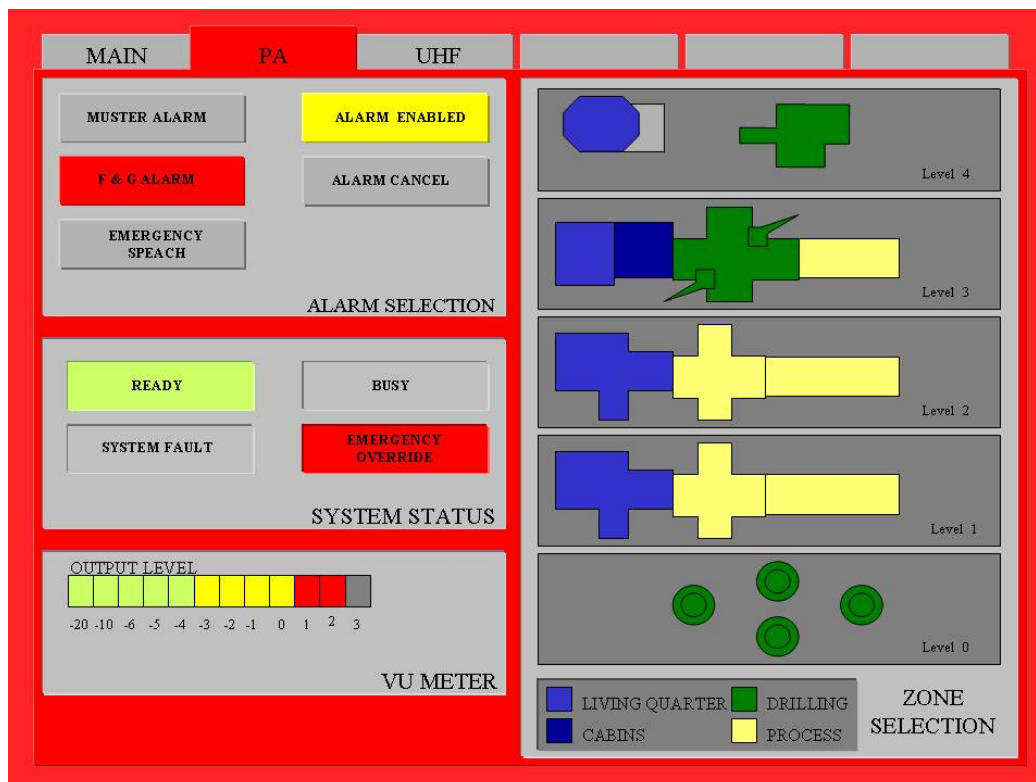 MAIN
PA
UHF
MUSTER ALARM
ALARM ENABLED
F & G ALARM
ALARM CANCEL
EMERGENCY
SPEACH
ALARM SELECTION
READY
BUSY
SYSTEM FAULT
EMERGENCY
OVERRIDE
SYSTEM STATUS
OUTPUT LEVEL
-20 -10 -6 -5 -4 -3 -2 -1 0 1 2 3
VU METER
Level 4
Level 3
Level 2
Level 1
Level 0
LIVING QUARTER
DRILLING
CABINS
PROCESS
ZONE
SELECTION